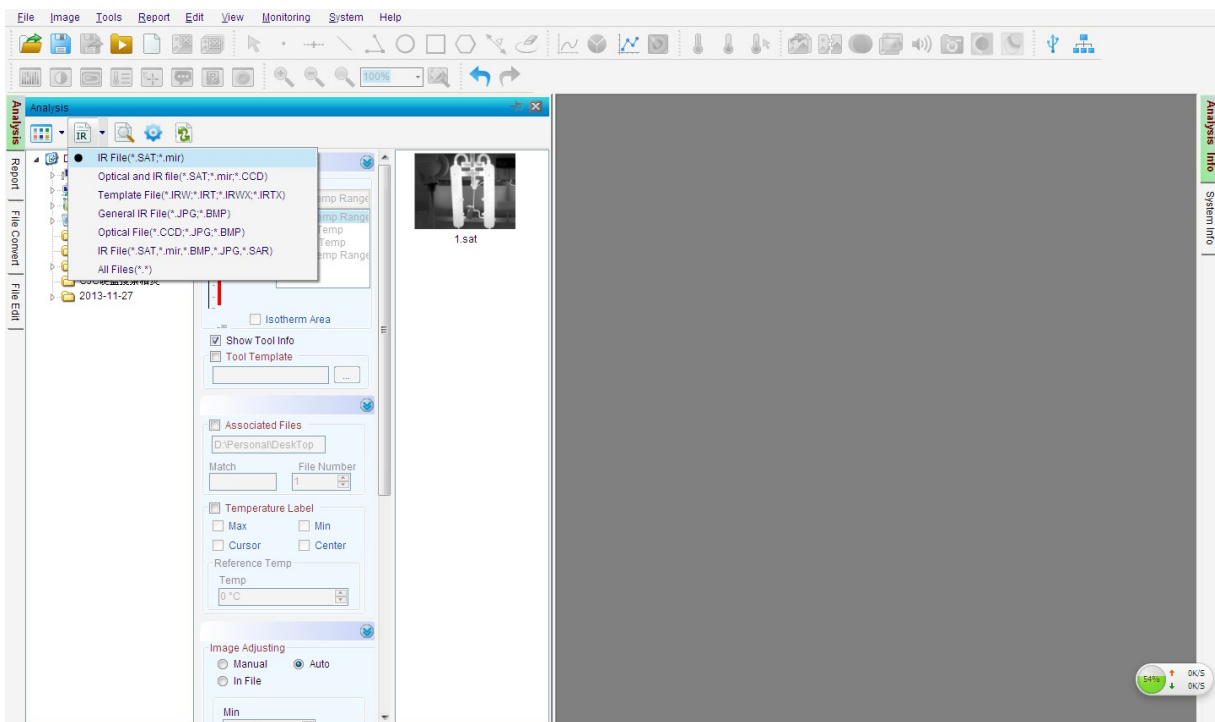 File Image Tools Report Edit View Monitoring System Help
100%
Analysis
IR
IR File(*.SAT;*.mir)
Optical and IR file(*.SAT;*.mir;*.CCD)
Template File(*.IRW;*.IRT;*.IRWX;*.IRTX)
General IR File(*.JPG;*.BMP)
Optical File(*.CCD;*.JPG;*.BMP)
IR File(*.SAT,*.mir,*.BMP,*.JPG,*.SAR)
All Files(*.*)
2013-11-27
Analysis
Report
File Convert
File Edit
emp Range
emp Range
Temp
Temp
emp Range
Isotherm Area
Show Tool Info
Tool Template
...
Associated Files
D:\Personal\DeskTop
Match File Number
1
Temperature Label
Max Min
Cursor Center
Reference Temp
Temp
0 °C
Image Adjusting
Manual Auto
In File
Min
1.sat
Analysis Info
System Info
54% 0K/S
0K/S